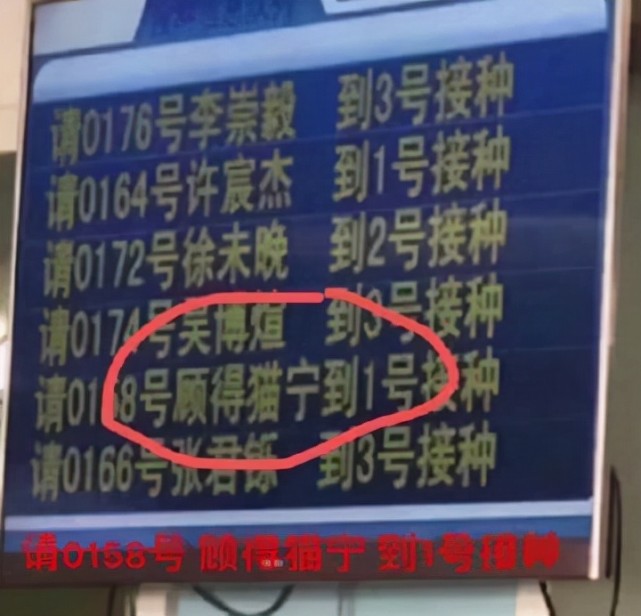 请0176号李崇毅 到3号接种
请0164号许宸杰 到1号接种
请0172号徐未晚 到2号接种
请0174号吴博煊 到3号接种
请0158号顾得猫宁到1号接种
请0166号张君铄 到3号接种
请0158号 顾得猫宁 到1号接种